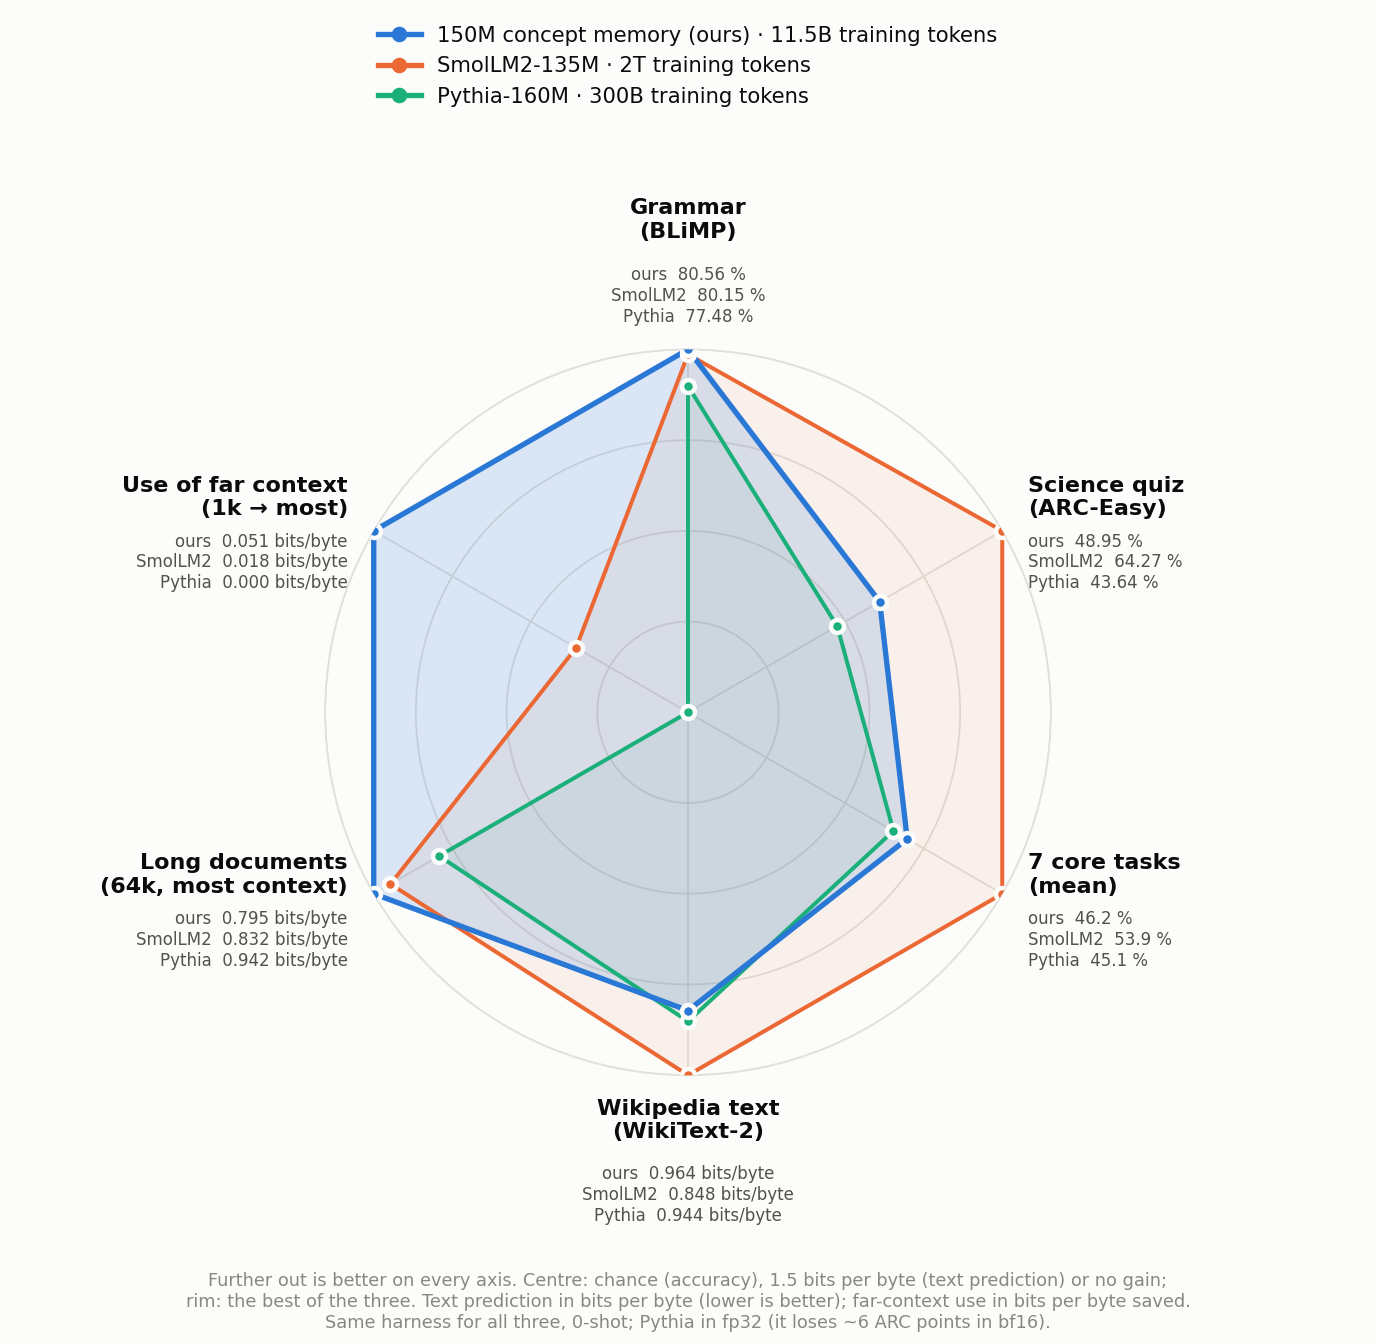 150M concept memory (ours) · 11.5B training tokens
SmolLM2-135M · 2T training tokens
Pythia-160M · 300B training tokens
Grammar
(BLiMP)
ours 80.56 %
SmolLM2 80.15 %
Pythia 77.48 %
Use of far context
(1k → most)
ours 0.051 bits/byte
SmolLM2 0.018 bits/byte
Pythia 0.000 bits/byte
Science quiz
(ARC-Easy)
ours 48.95 %
SmolLM2 64.27 %
Pythia 43.64 %
Long documents
(64k, most context)
ours 0.795 bits/byte
SmolLM2 0.832 bits/byte
Pythia 0.942 bits/byte
7 core tasks
(mean)
ours 46.2 %
SmolLM2 53.9 %
Pythia 45.1 %
Wikipedia text
(WikiText-2)
ours 0.964 bits/byte
SmolLM2 0.848 bits/byte
Pythia 0.944 bits/byte
Further out is better on every axis. Centre: chance (accuracy), 1.5 bits per byte (text prediction) or no gain;
rim: the best of the three. Text prediction in bits per byte (lower is better); far-context use in bits per byte saved.
Same harness for all three, 0-shot; Pythia in fp32 (it loses ~6 ARC points in bf16).